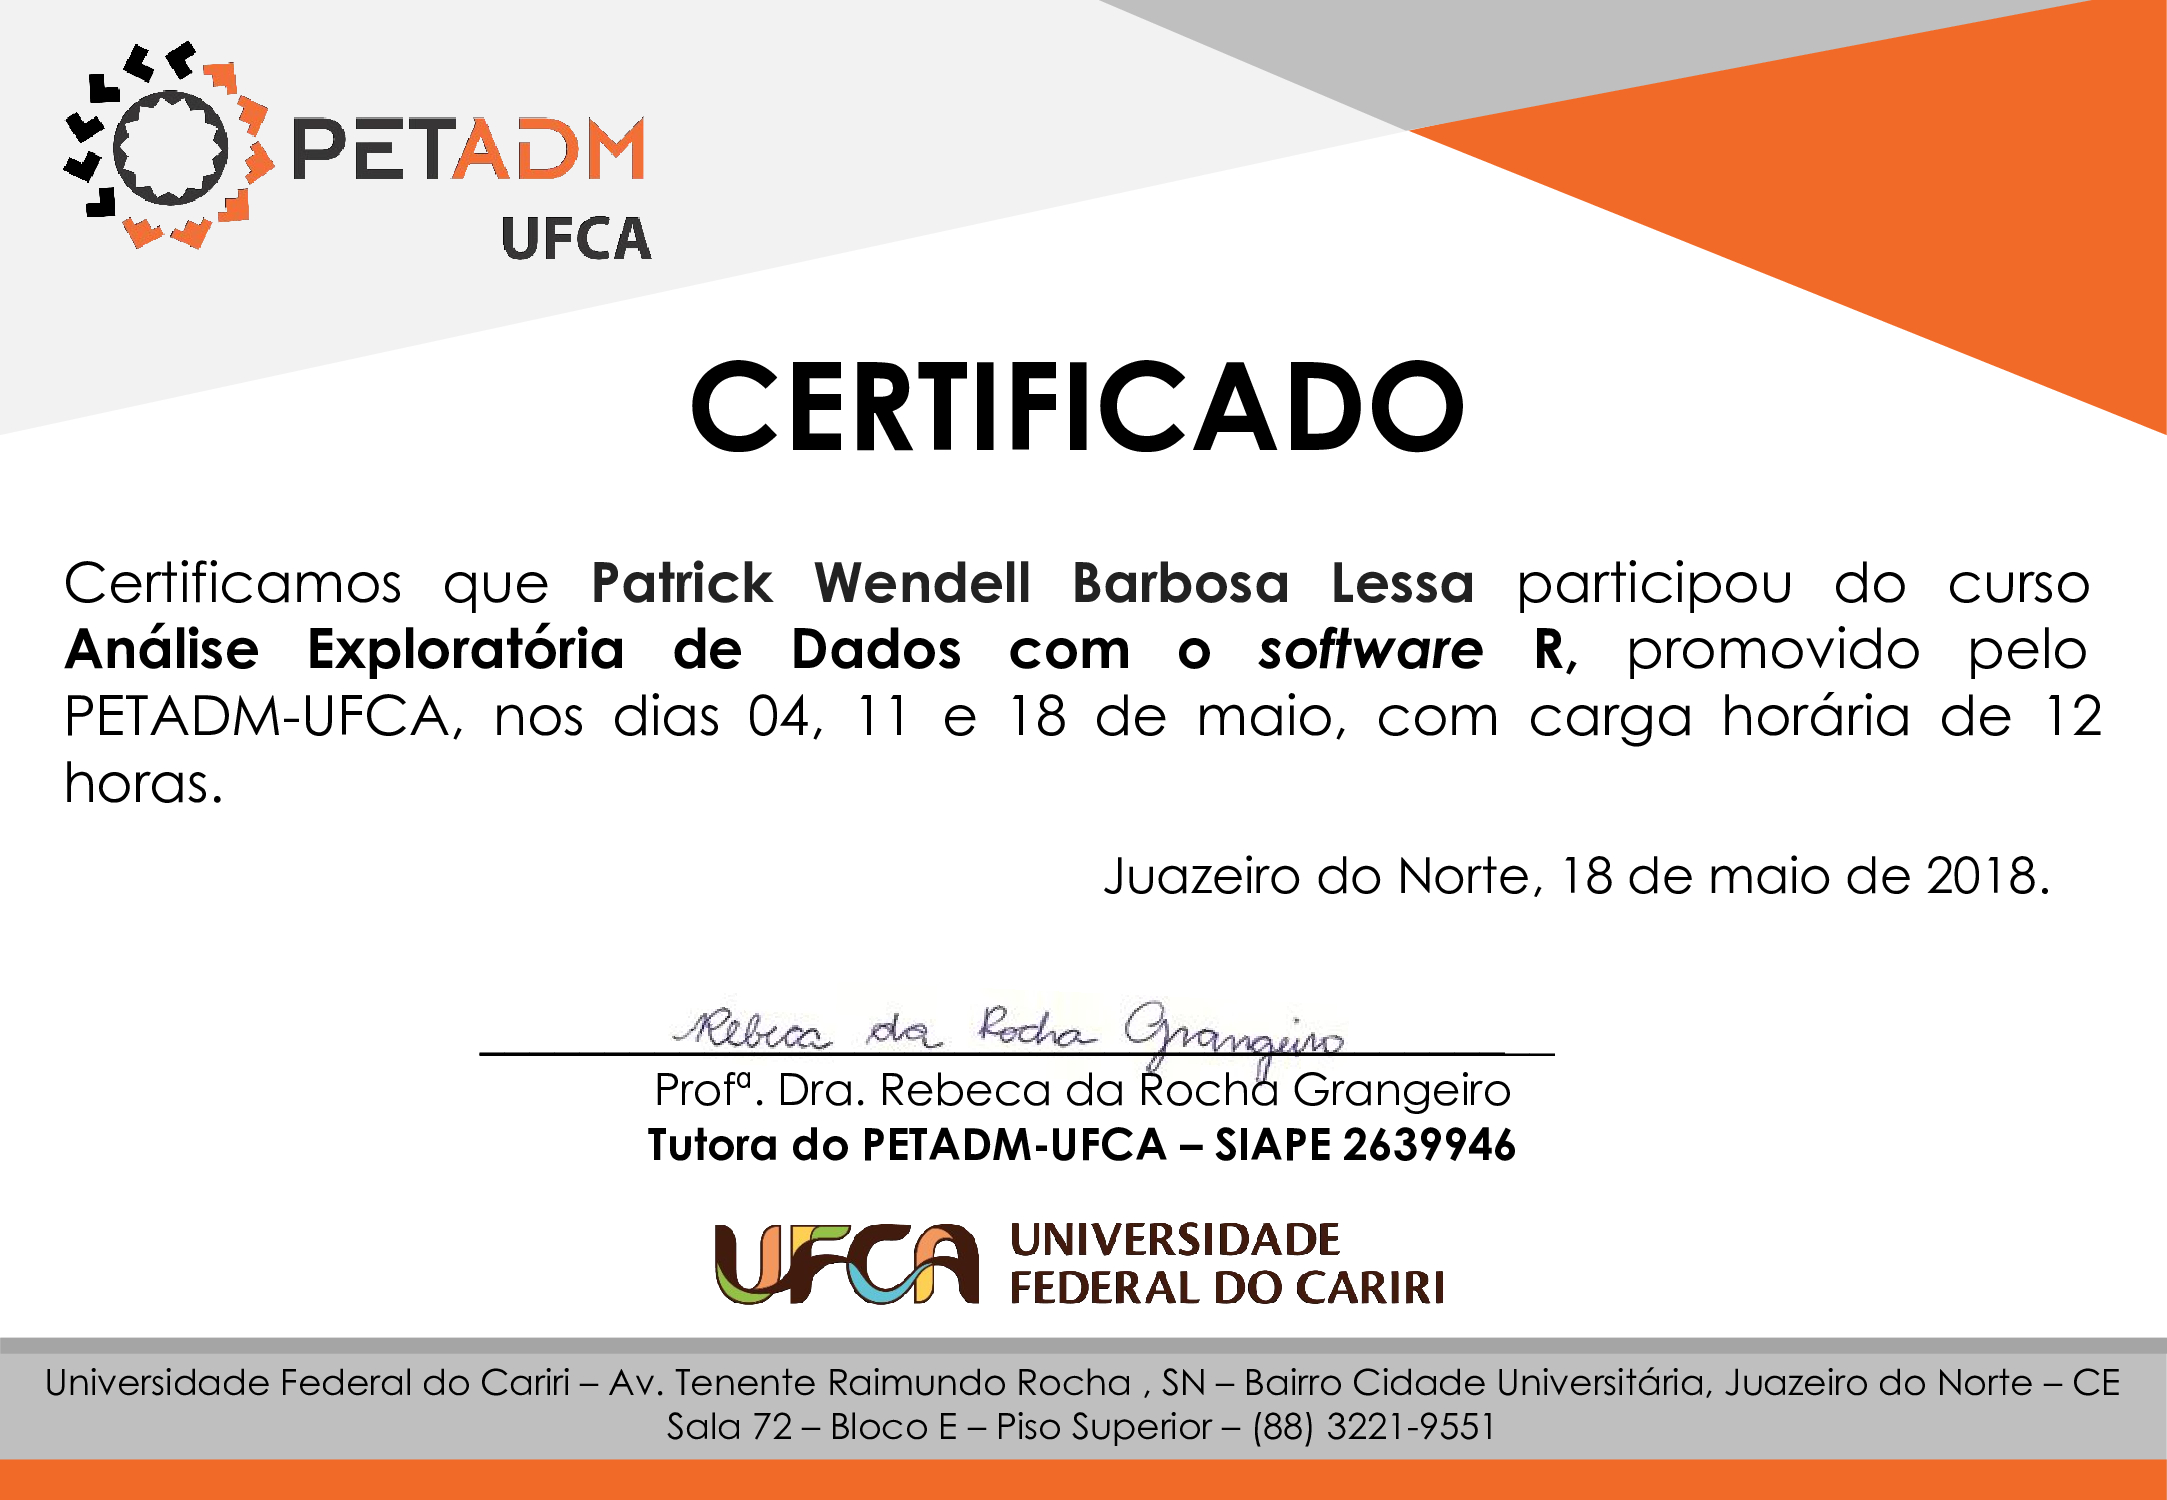 PETADM
UFCA
CERTIFICADO
Certificamos que Patrick Wendell Barbosa Lessa participou do curso
Análise Exploratória de Dados com o software R, promovido pelo
PETADM-UFCA, nos dias 04, 11 e 18 de maio, com carga horária de 12
horas.
Juazeiro do Norte, 18 de maio de 2018.
Rebeca da Rocha Grangeiro
Profª. Dra. Rebeca da Rocha Grangeiro
Tutora do PETADM-UFCA – SIAPE 2639946
UFCA UNIVERSIDADE
FEDERAL DO CARIRI
Universidade Federal do Cariri – Av. Tenente Raimundo Rocha , SN – Bairro Cidade Universitária, Juazeiro do Norte – CE
Sala 72 – Bloco E – Piso Superior – (88) 3221-9551